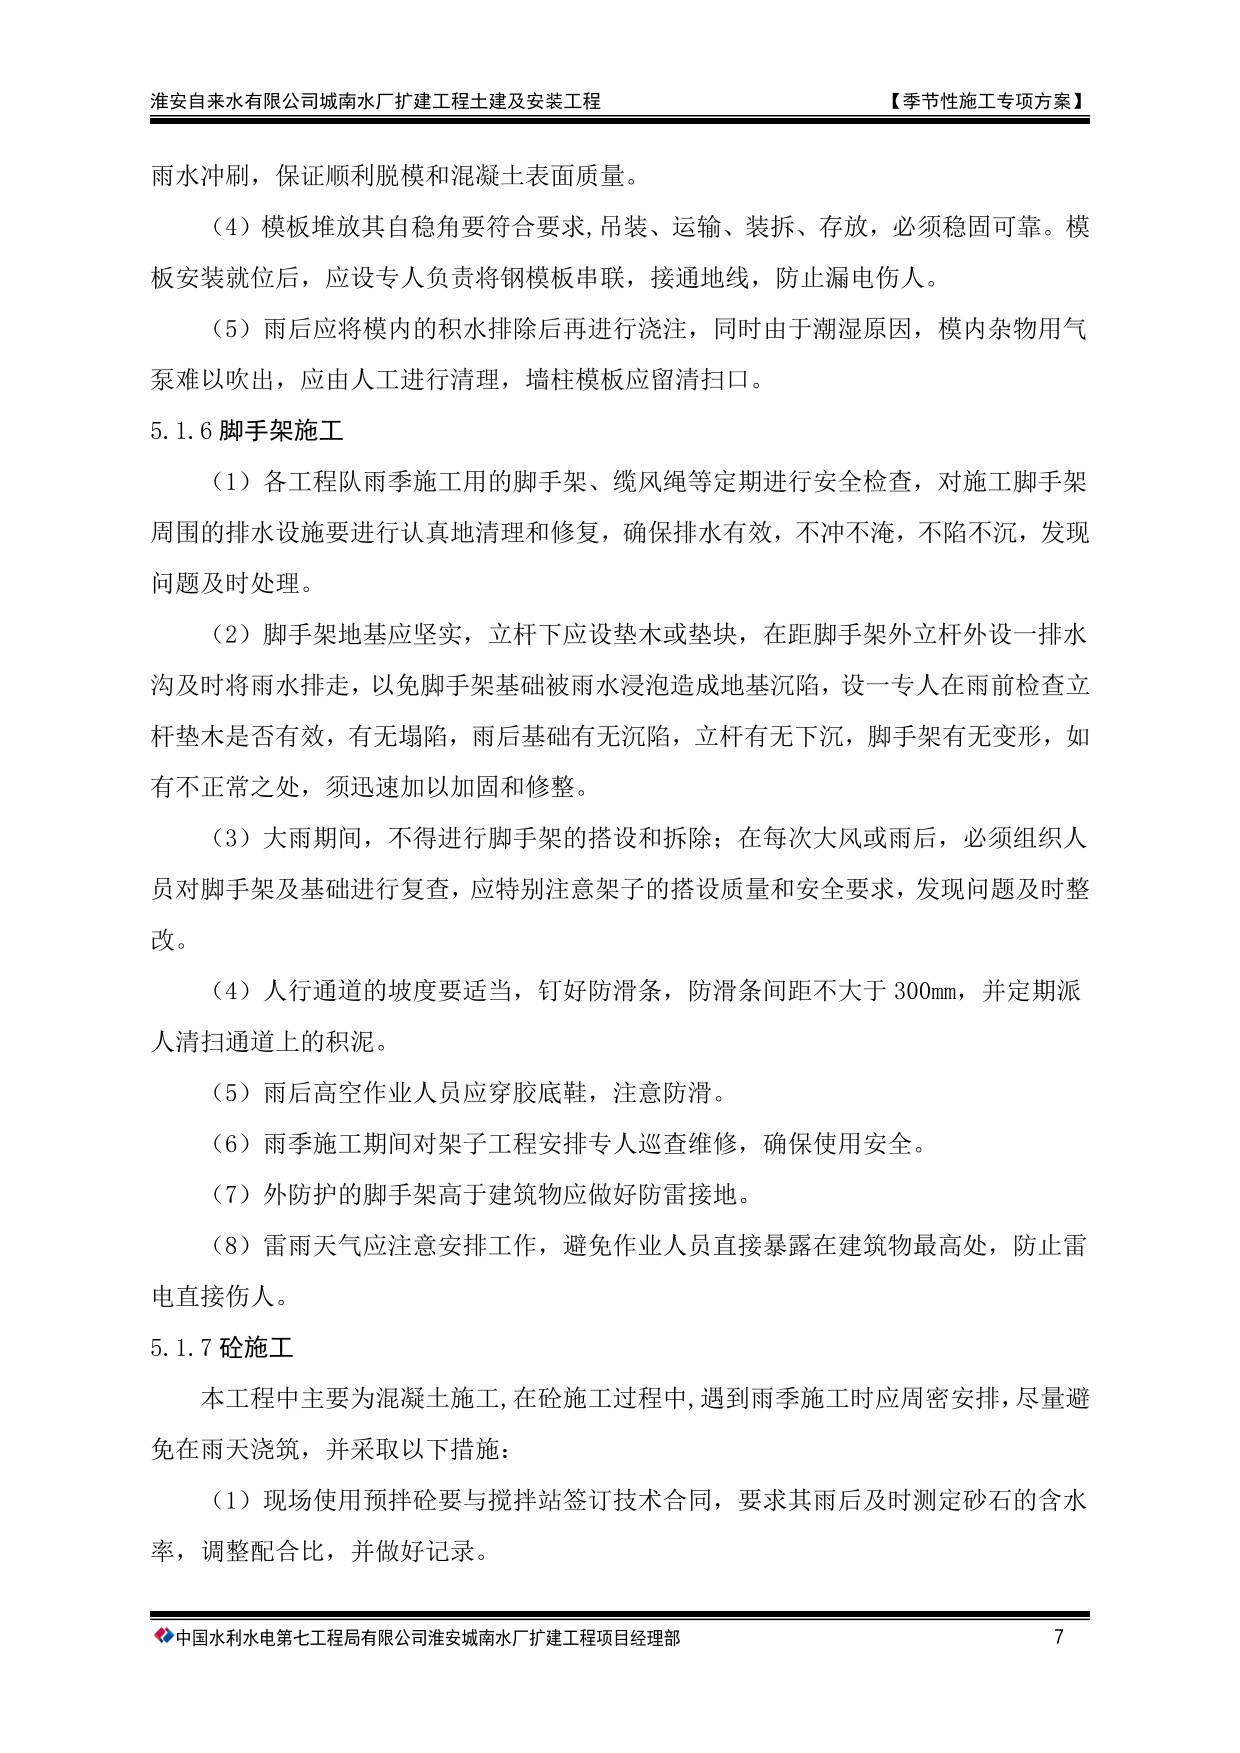 淮安自来水有限公司城南水厂扩建工程土建及安装工程 【季节性施工专项方案】
雨水冲刷，保证顺利脱模和混凝土表面质量。
（4）模板堆放其自稳角要符合要求,吊装、运输、装拆、存放，必须稳固可靠。模
板安装就位后，应设专人负责将钢模板串联，接通地线，防止漏电伤人。
（5）雨后应将模内的积水排除后再进行浇注，同时由于潮湿原因，模内杂物用气
泵难以吹出，应由人工进行清理，墙柱模板应留清扫口。
5.1.6 脚手架施工
（1）各工程队雨季施工用的脚手架、缆风绳等定期进行安全检查，对施工脚手架
周围的排水设施要进行认真地清理和修复，确保排水有效，不冲不淹，不陷不沉，发现
问题及时处理。
（2）脚手架地基应坚实，立杆下应设垫木或垫块，在距脚手架外立杆外设一排水
沟及时将雨水排走，以免脚手架基础被雨水浸泡造成地基沉陷，设一专人在雨前检查立
杆垫木是否有效，有无塌陷，雨后基础有无沉陷，立杆有无下沉，脚手架有无变形，如
有不正常之处，须迅速加以加固和修整。
（3）大雨期间，不得进行脚手架的搭设和拆除；在每次大风或雨后，必须组织人
员对脚手架及基础进行复查，应特别注意架子的搭设质量和安全要求，发现问题及时整
改。
（4）人行通道的坡度要适当，钉好防滑条，防滑条间距不大于 300mm，并定期派
人清扫通道上的积泥。
（5）雨后高空作业人员应穿胶底鞋，注意防滑。
（6）雨季施工期间对架子工程安排专人巡查维修，确保使用安全。
（7）外防护的脚手架高于建筑物应做好防雷接地。
（8）雷雨天气应注意安排工作，避免作业人员直接暴露在建筑物最高处，防止雷
电直接伤人。
5.1.7 砼施工
本工程中主要为混凝土施工,在砼施工过程中,遇到雨季施工时应周密安排，尽量避
免在雨天浇筑，并采取以下措施：
（1）现场使用预拌砼要与搅拌站签订技术合同，要求其雨后及时测定砂石的含水
率，调整配合比，并做好记录。
中国水利水电第七工程局有限公司淮安城南水厂扩建工程项目经理部 7